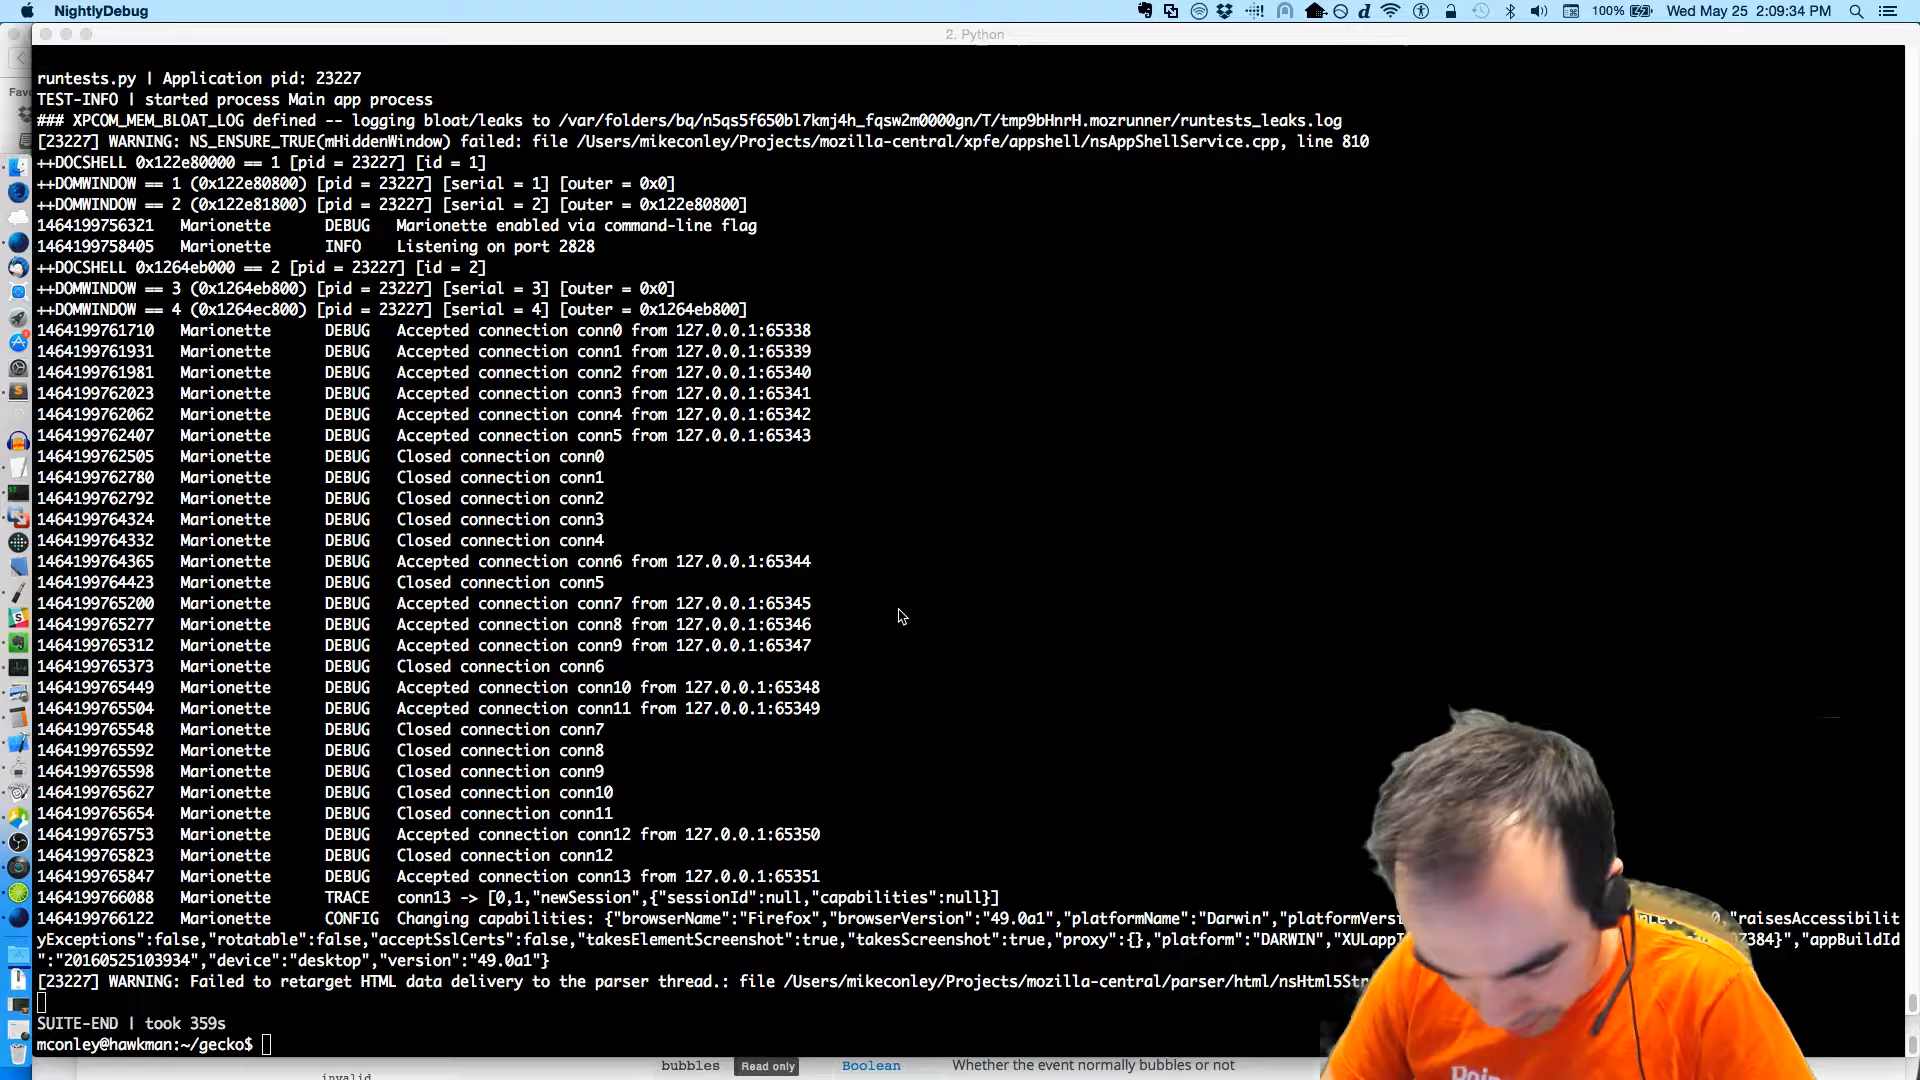 NightlyDebug 100% Wed May 25 2:09:34 PM
2. Python
Fav
runtests.py | Application pid: 23227
TEST-INFO | started process Main app process
### XPCOM_MEM_BLOAT_LOG defined -- logging bloat/leaks to /var/folders/bq/n5qs5f650bl7kmj4h_fqsw2m0000gn/T/tmp9bHnrH.mozrunner/runtests_leaks.log
[23227] WARNING: NS_ENSURE_TRUE(mHiddenWindow) failed: file /Users/mikeconley/Projects/mozilla-central/xpfe/appshell/nsAppShellService.cpp, line 810
++DOCSHELL 0x122e80000 == 1 [pid = 23227] [id = 1]
++DOMWINDOW == 1 (0x122e80800) [pid = 23227] [serial = 1] [outer = 0x0]
++DOMWINDOW == 2 (0x122e81800) [pid = 23227] [serial = 2] [outer = 0x122e80800]
1464199756321 Marionette DEBUG Marionette enabled via command-line flag
1464199758405 Marionette INFO Listening on port 2828
++DOCSHELL 0x1264eb000 == 2 [pid = 23227] [id = 2]
++DOMWINDOW == 3 (0x1264eb800) [pid = 23227] [serial = 3] [outer = 0x0]
++DOMWINDOW == 4 (0x1264ec800) [pid = 23227] [serial = 4] [outer = 0x1264eb800]
1464199761710 Marionette DEBUG Accepted connection conn0 from 127.0.0.1:65338
1464199761931 Marionette DEBUG Accepted connection conn1 from 127.0.0.1:65339
1464199761981 Marionette DEBUG Accepted connection conn2 from 127.0.0.1:65340
1464199762023 Marionette DEBUG Accepted connection conn3 from 127.0.0.1:65341
1464199762062 Marionette DEBUG Accepted connection conn4 from 127.0.0.1:65342
1464199762407 Marionette DEBUG Accepted connection conn5 from 127.0.0.1:65343
1464199762505 Marionette DEBUG Closed connection conn0
1464199762780 Marionette DEBUG Closed connection conn1
1464199762792 Marionette DEBUG Closed connection conn2
1464199764324 Marionette DEBUG Closed connection conn3
1464199764332 Marionette DEBUG Closed connection conn4
1464199764365 Marionette DEBUG Accepted connection conn6 from 127.0.0.1:65344
1464199764423 Marionette DEBUG Closed connection conn5
1464199765200 Marionette DEBUG Accepted connection conn7 from 127.0.0.1:65345
1464199765277 Marionette DEBUG Accepted connection conn8 from 127.0.0.1:65346
1464199765312 Marionette DEBUG Accepted connection conn9 from 127.0.0.1:65347
1464199765373 Marionette DEBUG Closed connection conn6
1464199765449 Marionette DEBUG Accepted connection conn10 from 127.0.0.1:65348
1464199765504 Marionette DEBUG Accepted connection conn11 from 127.0.0.1:65349
1464199765548 Marionette DEBUG Closed connection conn7
1464199765592 Marionette DEBUG Closed connection conn8
1464199765598 Marionette DEBUG Closed connection conn9
1464199765627 Marionette DEBUG Closed connection conn10
1464199765654 Marionette DEBUG Closed connection conn11
1464199765753 Marionette DEBUG Accepted connection conn12 from 127.0.0.1:65350
1464199765823 Marionette DEBUG Closed connection conn12
1464199765847 Marionette DEBUG Accepted connection conn13 from 127.0.0.1:65351
1464199766088 Marionette TRACE conn13 -> [0,1,"newSession",{"sessionId":null,"capabilities":null}]
1464199766122 Marionette CONFIG Changing capabilities: {"browserName":"Firefox","browserVersion":"49.0a1","platformName":"Darwin","platformVersi "raisesAccessibilit
yExceptions":false,"rotatable":false,"acceptSslCerts":false,"takesElementScreenshot":true,"takesScreenshot":true,"proxy":{},"platform":"DARWIN","XULappI 7384}","appBuildId
":"20160525103934","device":"desktop","version":"49.0a1"}
[23227] WARNING: Failed to retarget HTML data delivery to the parser thread.: file /Users/mikeconley/Projects/mozilla-central/parser/html/nsHtml5Str
SUITE-END | took 359s
mconley@hawkman:~/gecko$
bubbles Read only Boolean Whether the event normally bubbles or not
invalid